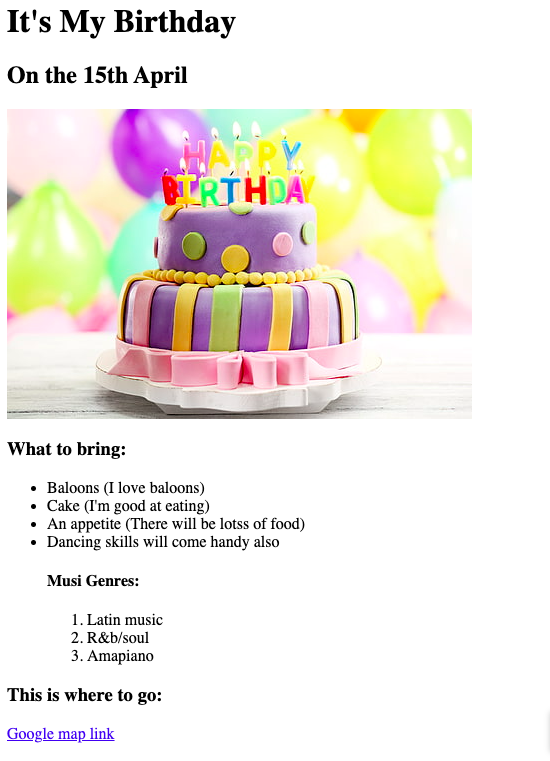 It's My Birthday
On the 15th April
HAPPY
BIRTHDAY
What to bring:
• Baloons (I love baloons)
• Cake (I'm good at eating)
• An appetite (There will be lotss of food)
• Dancing skills will come handy also
Musi Genres:
1. Latin music
2. R&b/soul
3. Amapiano
This is where to go:
Google map link